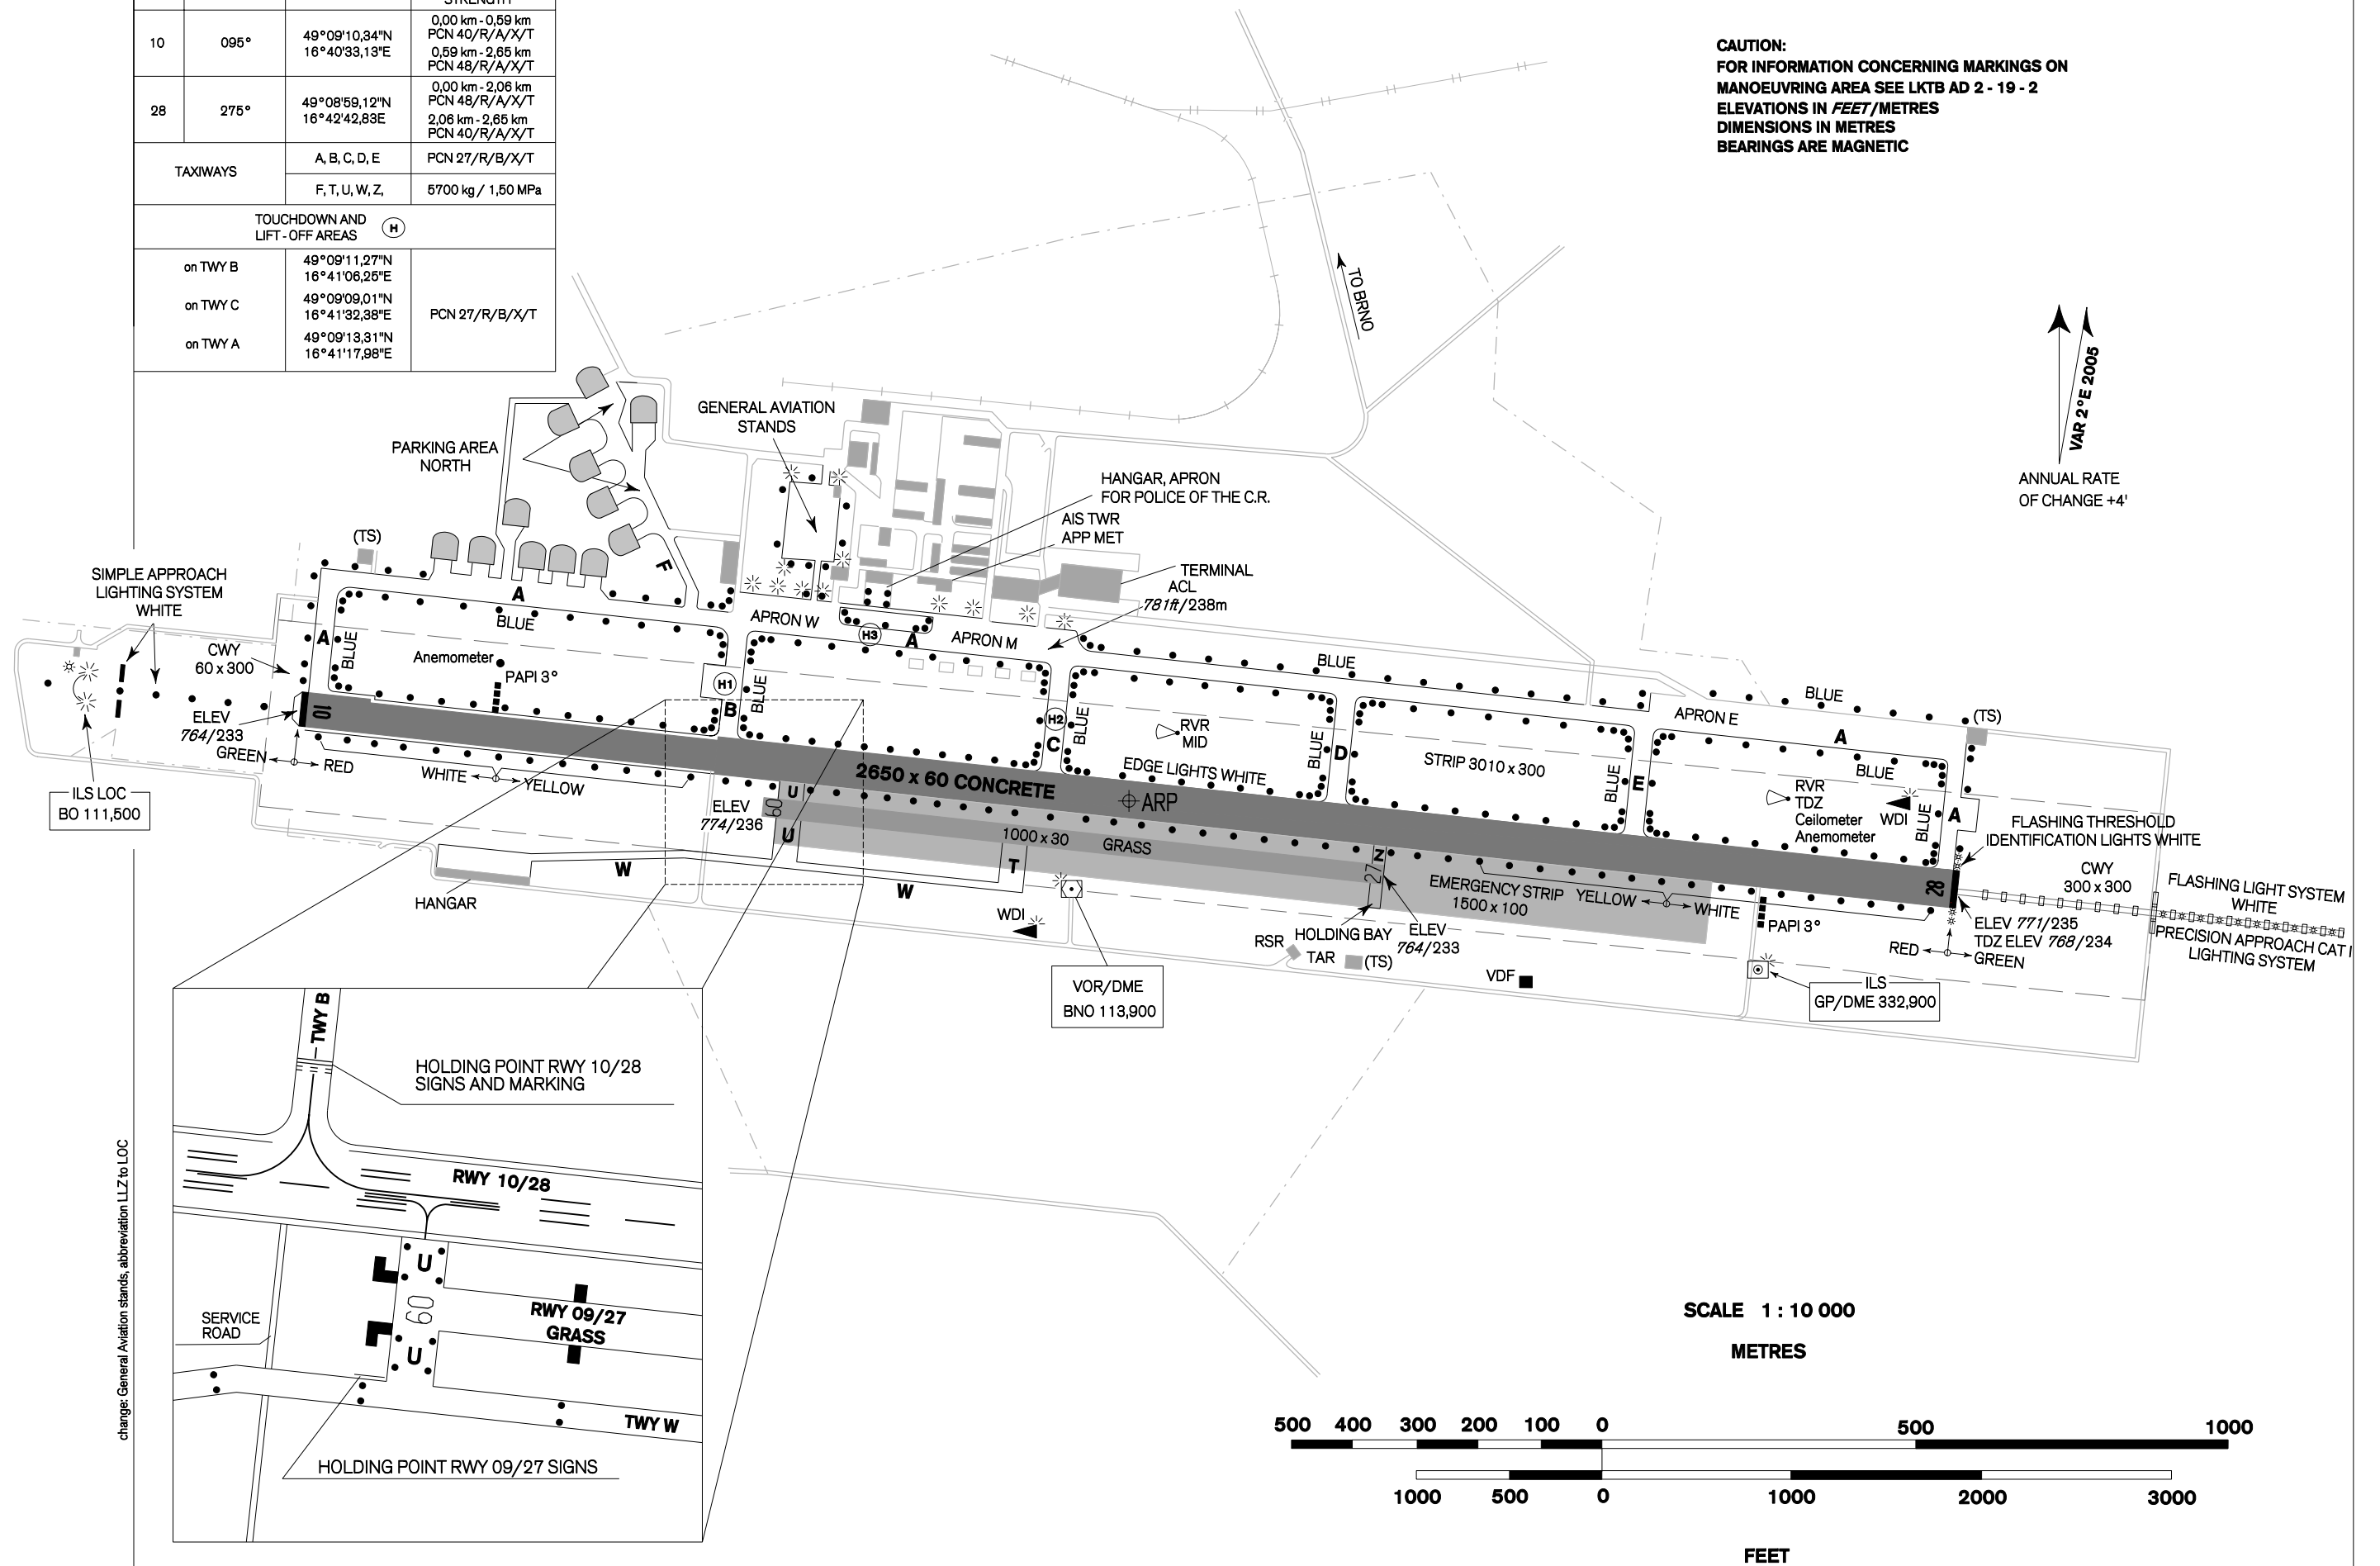 STRENGTH
10
095°
49°09'10,34"N
16°40'33,13"E
0,00 km - 0,59 km
PCN 40/R/A/X/T
0,59 km - 2,65 km
PCN 48/R/A/X/T
28
275°
49°08'59,12"N
16°42'42,83E
0,00 km - 2,06 km
PCN 48/R/A/X/T
2,06 km - 2,65 km
PCN 40/R/A/X/T
TAXIWAYS
A, B, C, D, E
PCN 27/R/B/X/T
F, T, U, W, Z,
5700 kg / 1,50 MPa
TOUCHDOWN AND
LIFT - OFF AREAS
H
on TWY B
49°09'11,27"N
16°41'06,25"E
on TWY C
49°09'09,01"N
16°41'32,38"E
on TWY A
49°09'13,31"N
16°41'17,98"E
PCN 27/R/B/X/T
CAUTION:
FOR INFORMATION CONCERNING MARKINGS ON
MANOEUVRING AREA SEE LKTB AD 2 - 19 - 2
ELEVATIONS IN FEET/METRES
DIMENSIONS IN METRES
BEARINGS ARE MAGNETIC
TO BRNO
VAR 2°E 2005
ANNUAL RATE
OF CHANGE +4'
GENERAL AVIATION
STANDS
PARKING AREA
NORTH
HANGAR, APRON
FOR POLICE OF THE C.R.
AIS TWR
APP MET
TERMINAL
ACL
781ft/238m
(TS)
F
SIMPLE APPROACH
LIGHTING SYSTEM
WHITE
A
BLUE
A
BLUE
CWY
60 x 300
Anemometer
PAPI 3°
APRON W
H3
A
APRON M
BLUE
BLUE
APRON E
(TS)
A
BLUE
H1
B
BLUE
H2
C
BLUE
RVR
MID
BLUE
D
STRIP 3010 x 300
BLUE
E
RVR
TDZ
Ceilometer
Anemometer
WDI
BLUE
A
FLASHING THRESHOLD
IDENTIFICATION LIGHTS WHITE
CWY
300 x 300
FLASHING LIGHT SYSTEM
WHITE
PRECISION APPROACH CAT I
LIGHTING SYSTEM
10
ELEV
764/233
GREEN
RED
WHITE
YELLOW
ILS LOC
BO 111,500
2650 x 60 CONCRETE
EDGE LIGHTS WHITE
ARP
ELEV
774/236
U
09
U
1000 x 30
GRASS
T
W
W
HANGAR
Z
27
EMERGENCY STRIP
1500 x 100
YELLOW
WHITE
28
PAPI 3°
ELEV 771/235
TDZ ELEV 768/234
RED
GREEN
WDI
RSR
HOLDING BAY
ELEV
764/233
TAR
(TS)
VDF
ILS
GP/DME 332,900
VOR/DME
BNO 113,900
TWY B
HOLDING POINT RWY 10/28
SIGNS AND MARKING
RWY 10/28
U
09
U
RWY 09/27
GRASS
SERVICE
ROAD
TWY W
HOLDING POINT RWY 09/27 SIGNS
change: General Aviation stands, abbreviation LLZ to LOC
SCALE 1 : 10 000
METRES
500 400 300 200 100 0 500 1000
1000 500 0 1000 2000 3000
FEET